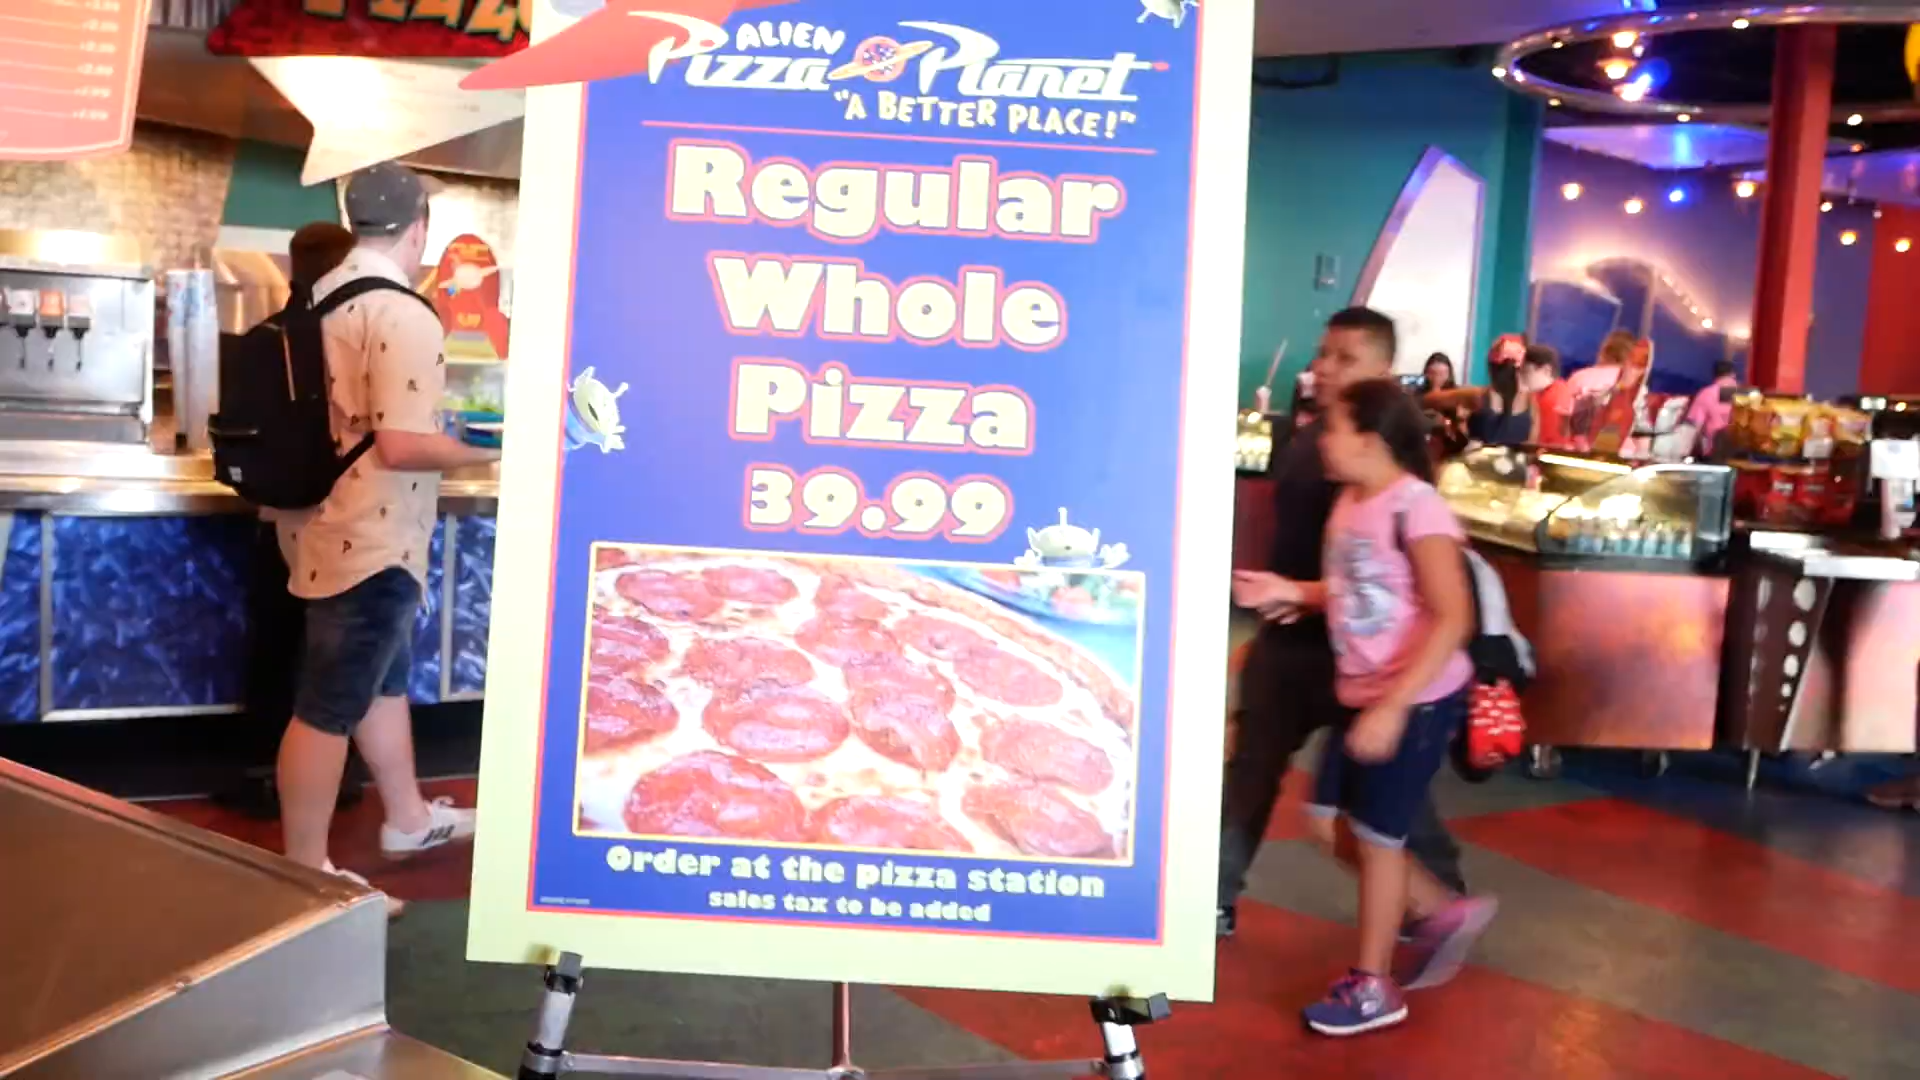 ALIEN
Pizza Planet
"A BETTER PLACE!"
Regular
Whole
Pizza
39.99
Order at the pizza station
sales tax to be added